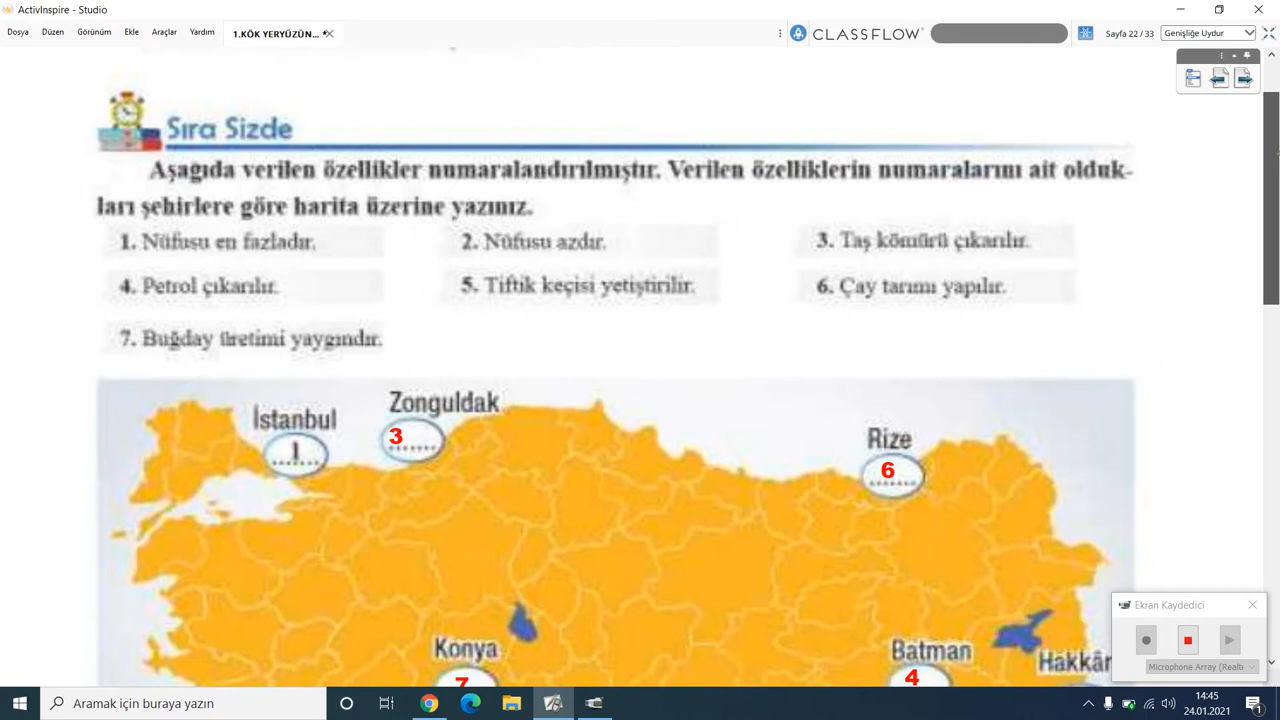 ActivInspire - Studio
Dosya Düzen Görünüm Ekle Araçlar Yardım
1.KÖK YERYÜZÜN...
CLASSFLOW
Sayfa 22 / 33
Genişliğe Uydur
Sıra Sizde
Aşağıda verilen özellikler numaralandırılmıştır. Verilen özelliklerin numaralarını ait olduk-
ları şehirlere göre harita üzerine yazınız.
1. Nüfusu en fazladır. 2. Nüfusu azdır. 3. Taş kömürü çıkarılır.
4. Petrol çıkarılır. 5. Tiftik keçisi yetiştirilir. 6. Çay tarımı yapılır.
7. Buğday üretimi yaygındır.
İstanbul
1
Zonguldak
3
Rize
6
Konya
7
Batman
4
Hakkâr
Ekran Kaydedici
Microphone Array (Realt
Aramak için buraya yazın
14:45
24.01.2021
1